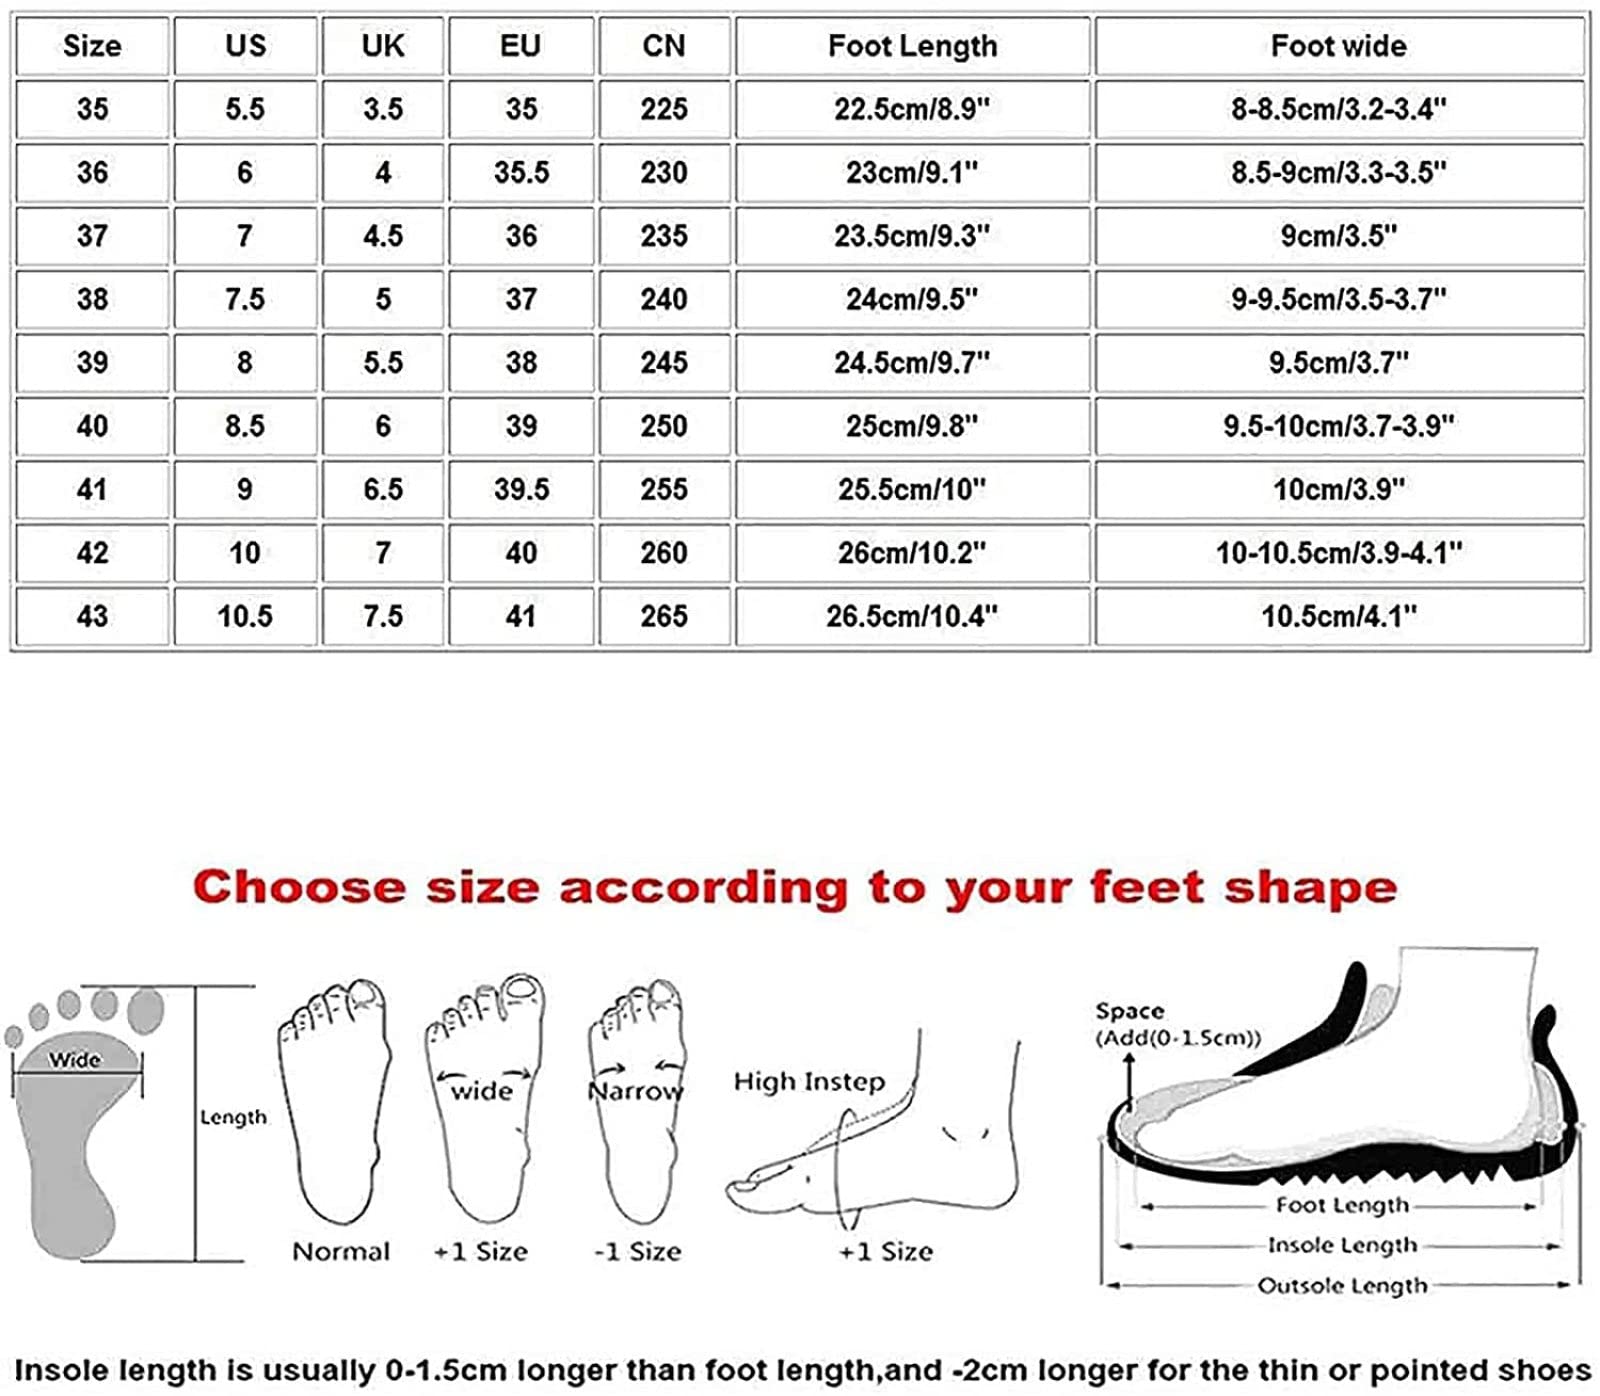 Size US UK EU CN Foot Length Foot wide
35 5.5 3.5 35 225 22.5cm/8.9" 8-8.5cm/3.2-3.4"
36 6 4 35.5 230 23cm/9.1" 8.5-9cm/3.3-3.5"
37 7 4.5 36 235 23.5cm/9.3" 9cm/3.5"
38 7.5 5 37 240 24cm/9.5" 9-9.5cm/3.5-3.7"
39 8 5.5 38 245 24.5cm/9.7" 9.5cm/3.7"
40 8.5 6 39 250 25cm/9.8" 9.5-10cm/3.7-3.9"
41 9 6.5 39.5 255 25.5cm/10" 10cm/3.9"
42 10 7 40 260 26cm/10.2" 10-10.5cm/3.9-4.1"
43 10.5 7.5 41 265 26.5cm/10.4" 10.5cm/4.1"
Choose size according to your feet shape
Wide
Length
Normal
wide
+1 Size
Narrow
-1 Size
High Instep
+1 Size
Space
(Add(0-1.5cm))
Foot Length
Insole Length
Outsole Length
Insole length is usually 0-1.5cm longer than foot length,and -2cm longer for the thin or pointed shoes